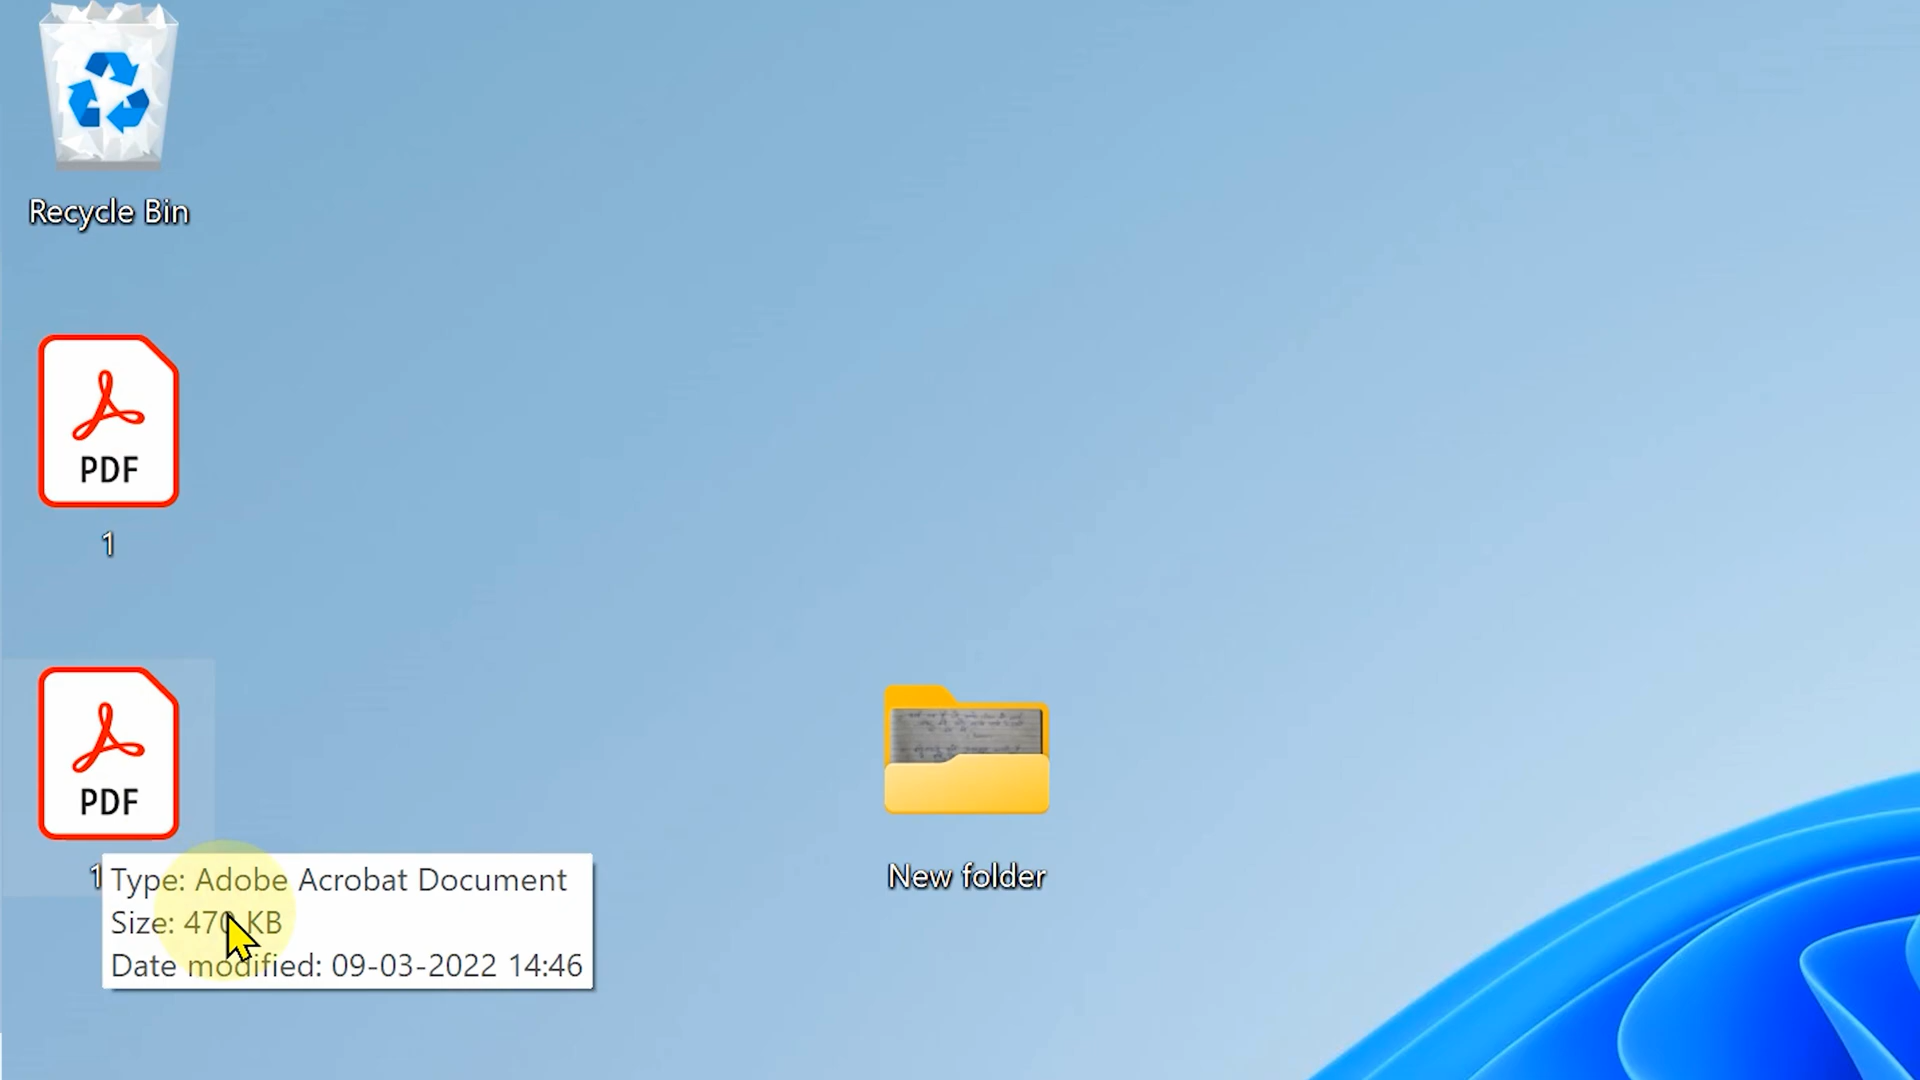 Recycle Bin
PDF
1
PDF
1
Type: Adobe Acrobat Document
Size: 470 KB
Date modified: 09-03-2022 14:46
New folder